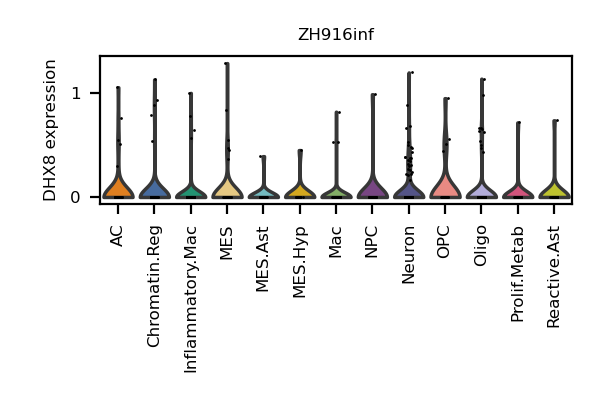 ZH916inf
DHX8 expression
1
0
AC
Chromatin.Reg
Inflammatory.Mac
MES
MES.Ast
MES.Hyp
Mac
NPC
Neuron
OPC
Oligo
Prolif.Metab
Reactive.Ast